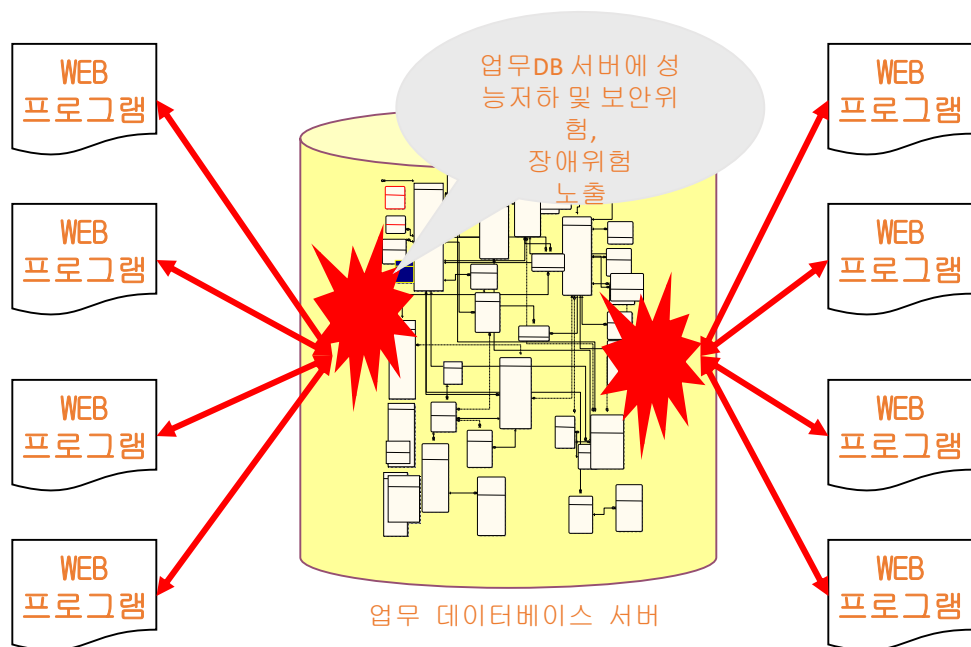 업무DB 서버에 성
능저하 및 보안위
험,
장애위험
노출
WEB
프로그램
WEB
프로그램
WEB
프로그램
WEB
프로그램
WEB
프로그램
WEB
프로그램
WEB
프로그램
WEB
프로그램
업무 데이터베이스 서버